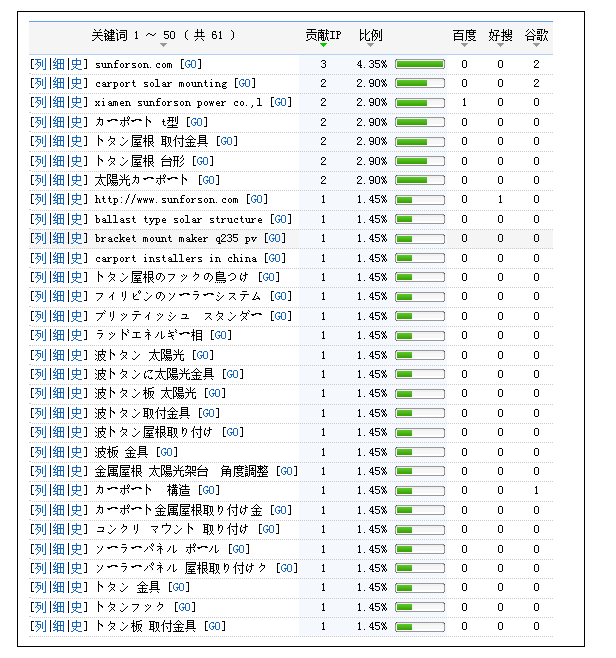 关键词 1 ～ 50 ( 共 61 ) 贡献IP 比例 百度 好搜 谷歌
[列|细|史] sunforson.com [GO] 3 4.35% 0 0 2
[列|细|史] carport solar mounting [GO] 2 2.90% 0 0 2
[列|细|史] xiamen sunforson power co.,l [GO] 2 2.90% 1 0 0
[列|细|史] カーポート t型 [GO] 2 2.90% 0 0 0
[列|细|史] トタン屋根 取付金具 [GO] 2 2.90% 0 0 0
[列|细|史] トタン屋根 台形 [GO] 2 2.90% 0 0 0
[列|细|史] 太陽光カーポート [GO] 2 2.90% 0 0 0
[列|细|史] http://www.sunforson.com [GO] 1 1.45% 0 1 0
[列|细|史] ballast type solar structure [GO] 1 1.45% 0 0 0
[列|细|史] bracket mount maker q235 pv [GO] 1 1.45% 0 0 0
[列|细|史] carport installers in china [GO] 1 1.45% 0 0 0
[列|细|史] トタン屋根のフックの鳥つけ [GO] 1 1.45% 0 0 0
[列|细|史] フィリピンのソーラーシステム [GO] 1 1.45% 0 0 0
[列|细|史] ブリッティッシュ　スタンダー [GO] 1 1.45% 0 0 0
[列|细|史] ラッドエネルギー相 [GO] 1 1.45% 0 0 0
[列|细|史] 波トタン 太陽光 [GO] 1 1.45% 0 0 0
[列|细|史] 波トタンに太陽光金具 [GO] 1 1.45% 0 0 0
[列|细|史] 波トタン板 太陽光 [GO] 1 1.45% 0 0 0
[列|细|史] 波トタン取付金具 [GO] 1 1.45% 0 0 0
[列|细|史] 波トタン屋根取り付け [GO] 1 1.45% 0 0 0
[列|细|史] 波板 金具 [GO] 1 1.45% 0 0 0
[列|细|史] 金属屋根 太陽光架台　角度調整 [GO] 1 1.45% 0 0 0
[列|细|史] カーポート　構造 [GO] 1 1.45% 0 0 1
[列|细|史] カーポート金属屋根取り付け金 [GO] 1 1.45% 0 0 0
[列|细|史] コンクリ マウント 取り付け [GO] 1 1.45% 0 0 0
[列|细|史] ソーラーパネル ポール [GO] 1 1.45% 0 0 0
[列|细|史] ソーラーパネル 屋根取り付けク [GO] 1 1.45% 0 0 0
[列|细|史] トタン 金具 [GO] 1 1.45% 0 0 0
[列|细|史] トタンフック [GO] 1 1.45% 0 0 0
[列|细|史] トタン板 取付金具 [GO] 1 1.45% 0 0 0